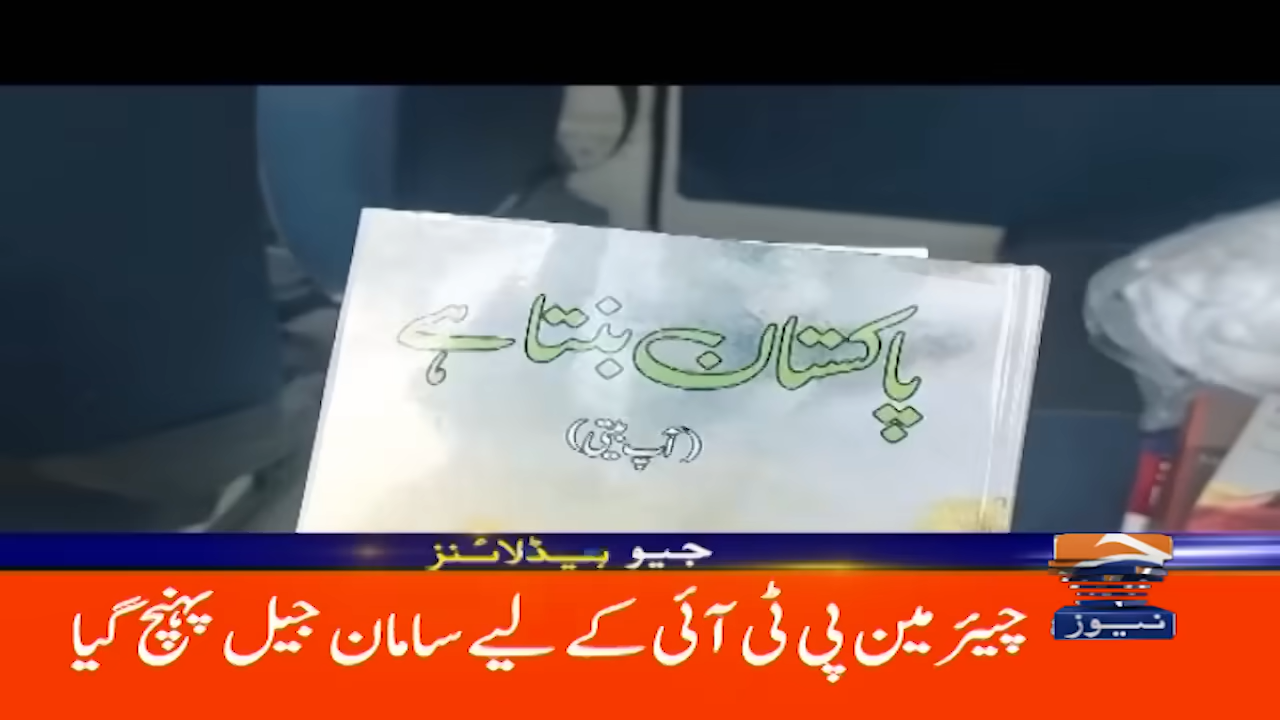 پاکستان بنتا ہے
(آپ بیتی)
جیو ہیڈلائنز
چیئرمین پی ٹی آئی کے لیے سامان جیل پہنچ گیا
نیوز